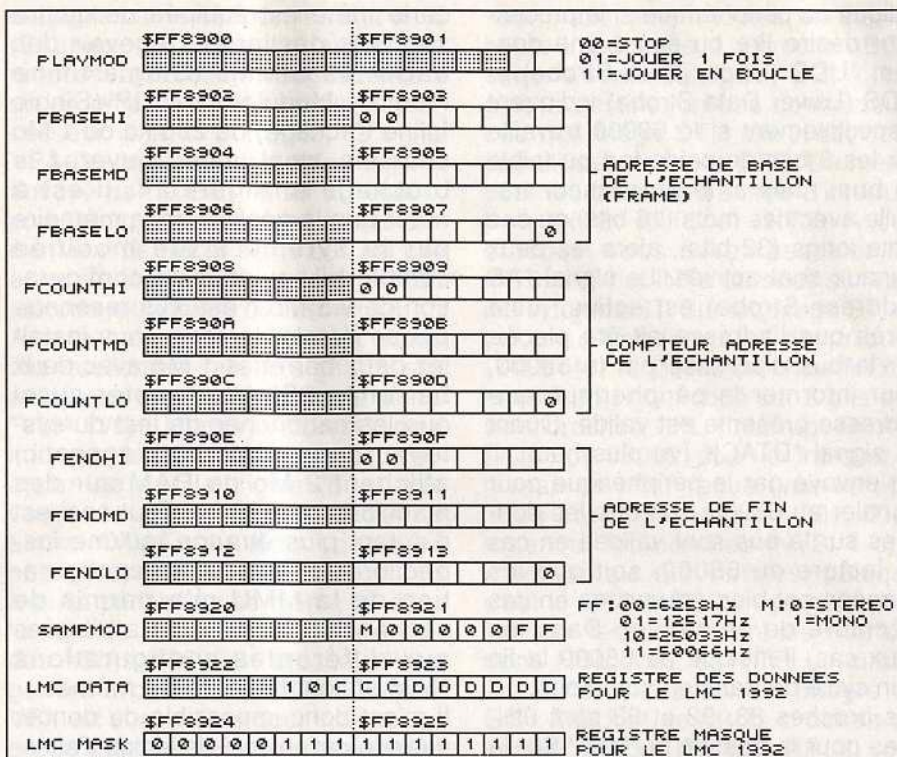 $FF8900 $FF8901
PLAYMOD
00=STOP
01=JOUER 1 FOIS
11=JOUER EN BOUCLE
$FF8902 $FF8903
FBASEHI 0 0
$FF8904 $FF8905
FBASEMD
ADRESSE DE BASE
DE L'ECHANTILLON
(FRAME)
$FF8906 $FF8907
FBASELO 0
$FF8908 $FF8909
FCOUNTHI 0 0
$FF890A $FF890B
FCOUNTMD
COMPTEUR ADRESSE
DE L'ECHANTILLON
$FF890C $FF890D
FCOUNTLO 0
$FF890E $FF890F
FENDHI 0 0
$FF8910 $FF8911
FENDMD
ADRESSE DE FIN
DE L'ECHANTILLON
$FF8912 $FF8913
FENDLO 0
$FF8920 $FF8921
SAMPMOD M 0 0 0 0 0 F F
FF:00=6258HZ M:0=STEREO
01=12517HZ 1=MONO
10=25033HZ
11=50066HZ
$FF8922 $FF8923
LMC DATA 1 0 C C C D D D D D D
REGISTRE DES DONNEES
POUR LE LMC 1992
$FF8924 $FF8925
LMC MASK 0 0 0 0 0 1 1 1 1 1 1 1 1 1 1 1
REGISTRE MASQUE
POUR LE LMC 1992